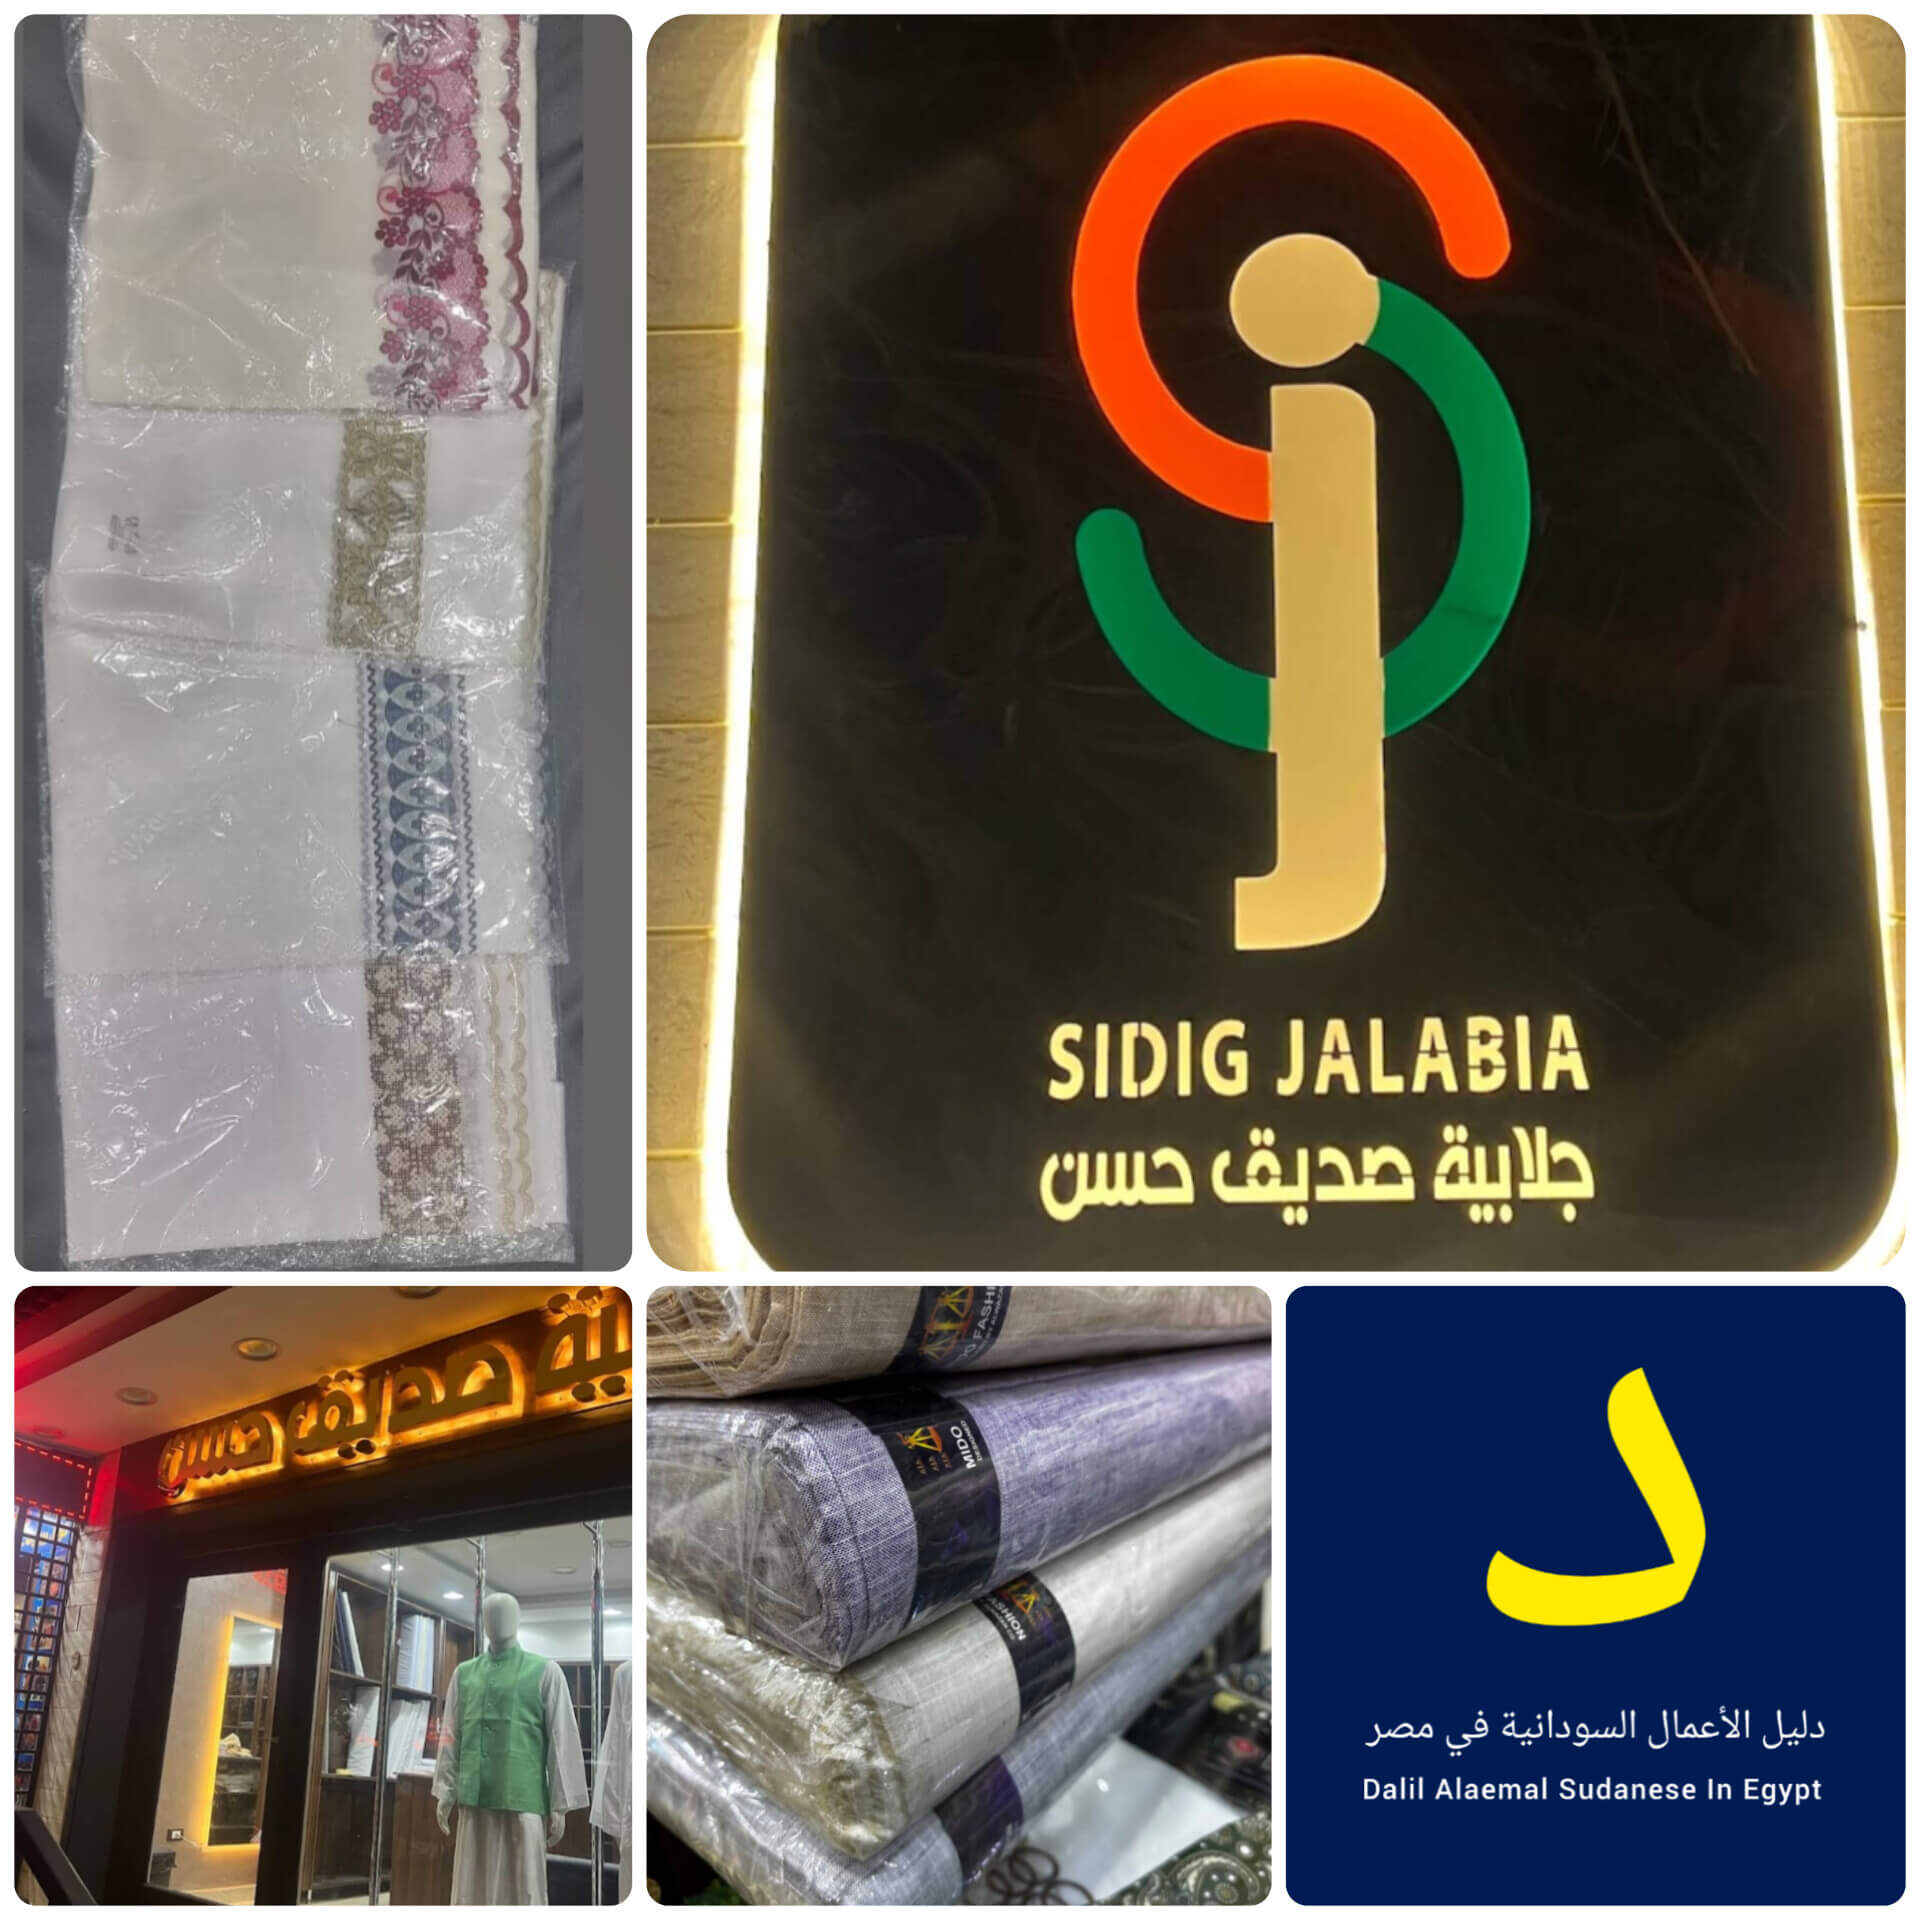 SIDIG JALABIA
جلابية صديق حسن
صديق حسن
MIDO
دليل الأعمال السودانية في مصر
Dalil Alaemal Sudanese In Egypt